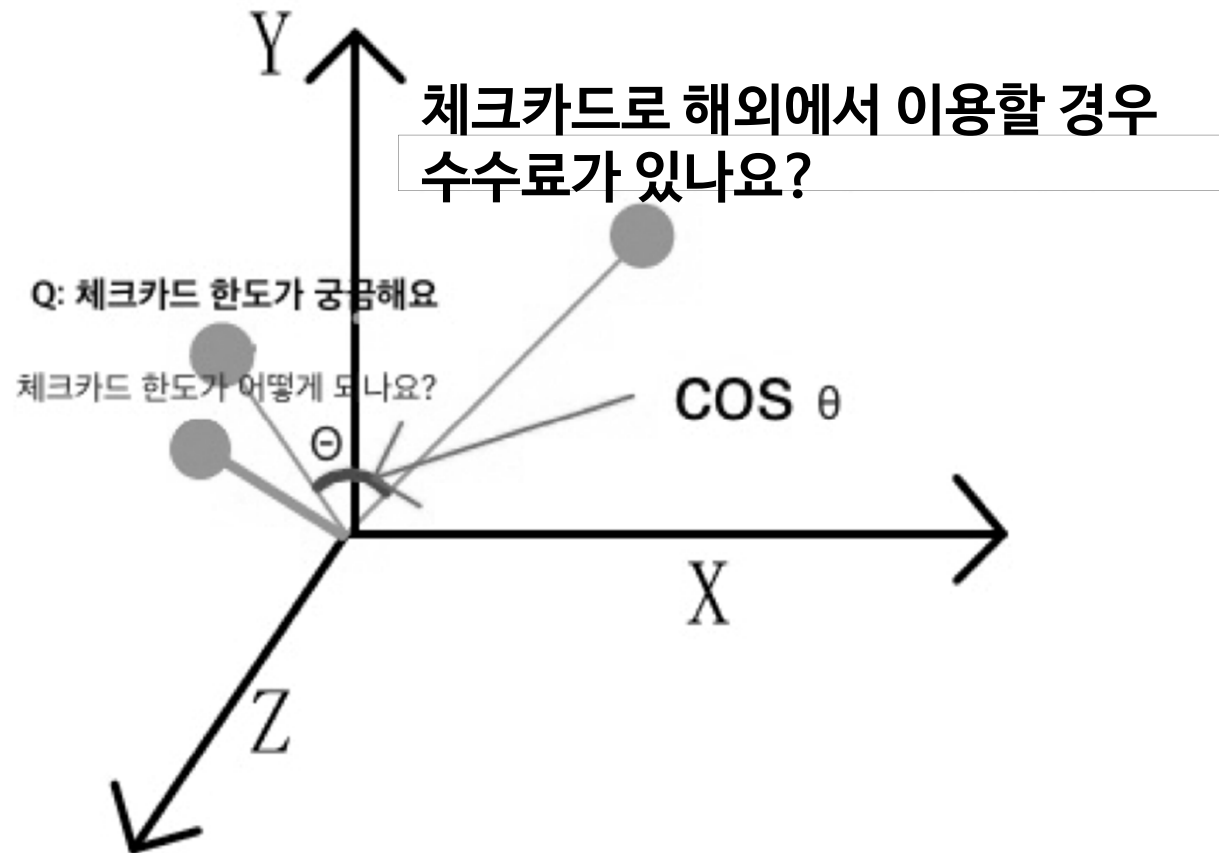 Y
체크카드로 해외에서 이용할 경우
수수료가 있나요?
Q: 체크카드 한도가 궁금해요
체크카드 한도가 어떻게 되나요?
COS θ
Θ
X
Z